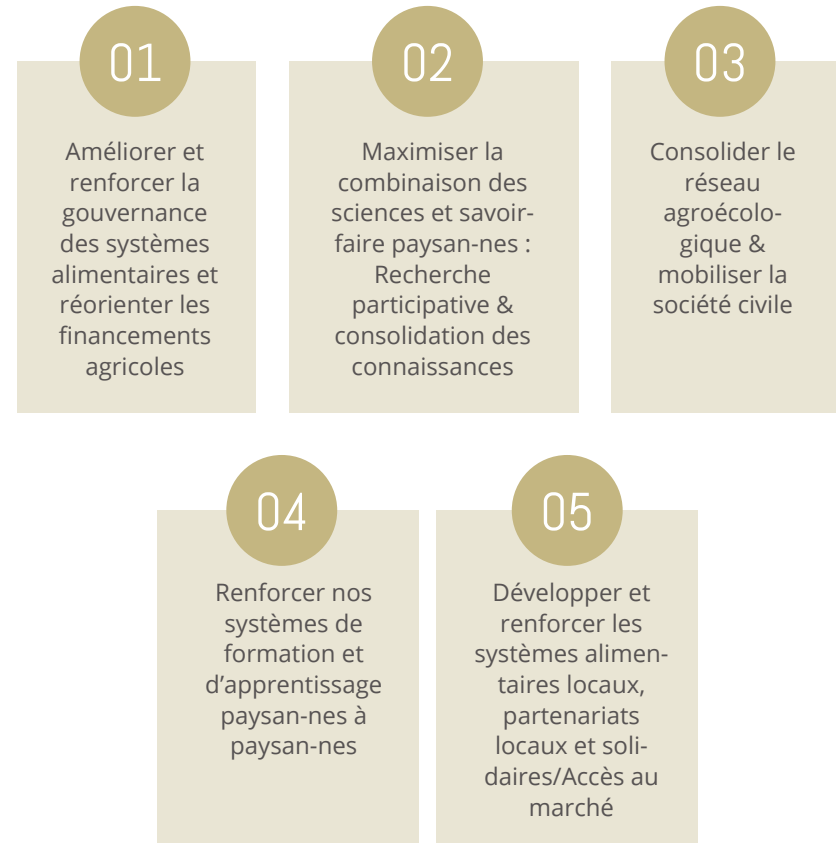 01
Améliorer et
renforcer la
gouvernance
des systèmes
alimentaires et
réorienter les
financements
agricoles
02
Maximiser la
combinaison des
sciences et savoir-
faire paysan-nes :
Recherche
participative &
consolidation des
connaissances
03
Consolider le
réseau
agroécolo-
gique &
mobiliser la
société civile
04
Renforcer nos
systèmes de
formation et
d’apprentissage
paysan-nes à
paysan-nes
05
Développer et
renforcer les
systèmes alimen-
taires locaux,
partenariats
locaux et soli-
daires/Accès au
marché